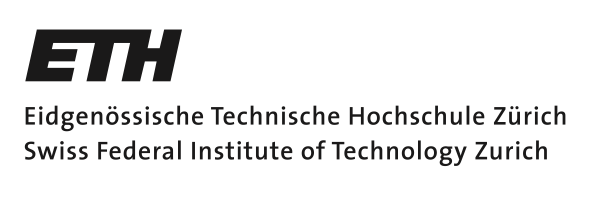 ETH
Eidgenössische Technische Hochschule Zürich
Swiss Federal Institute of Technology Zurich